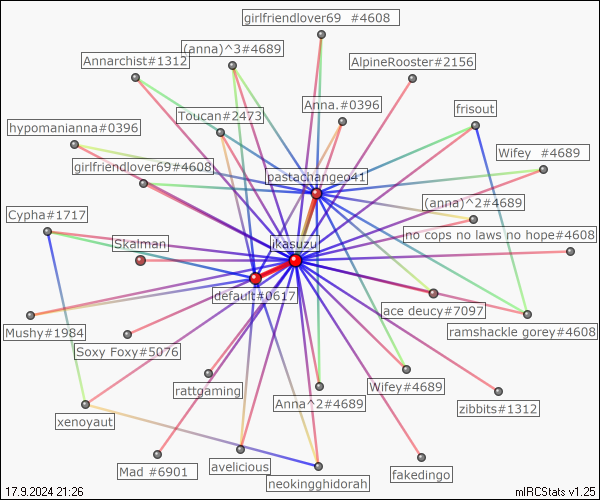 girlfriendlover69 #4608
(anna)^3#4689
Annarchist#1312
AlpineRooster#2156
Anna.#0396
frisout
Toucan#2473
hypomanianna#0396
Wifey #4689
girlfriendlover69#4608
pastachangeo41
(anna)^2#4689
Cypha#1717
no cops no laws no hope#4608
Skalman
ikasuzu
default#0617
ace deucy#7097
Mushy#1984
ramshackle gorey#4608
Soxy Foxy#5076
rattgaming
Wifey#4689
Anna^2#4689
zibbits#1312
xenoyaut
avelicious
Mad #6901
fakedingo
neokingghidorah
17.9.2024 21:26
mIRCStats v1.25